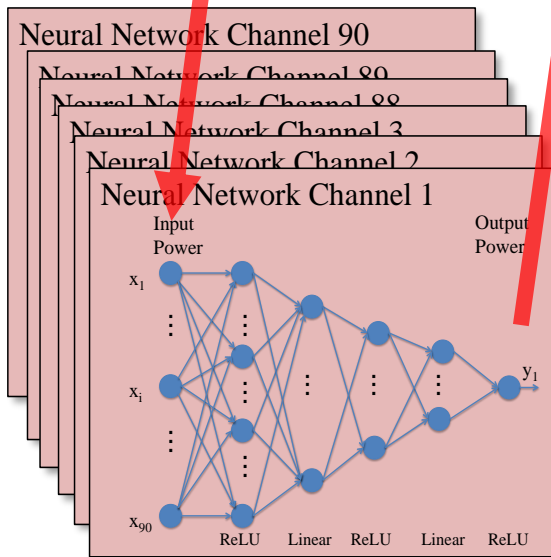 Neural Network Channel 90
Neural Network Channel 89
Neural Network Channel 88
Neural Network Channel 3
Neural Network Channel 2
Neural Network Channel 1
Input
Power
Output
Power
x1
⋮
xi
⋮
x90
y1
ReLU Linear ReLU Linear ReLU